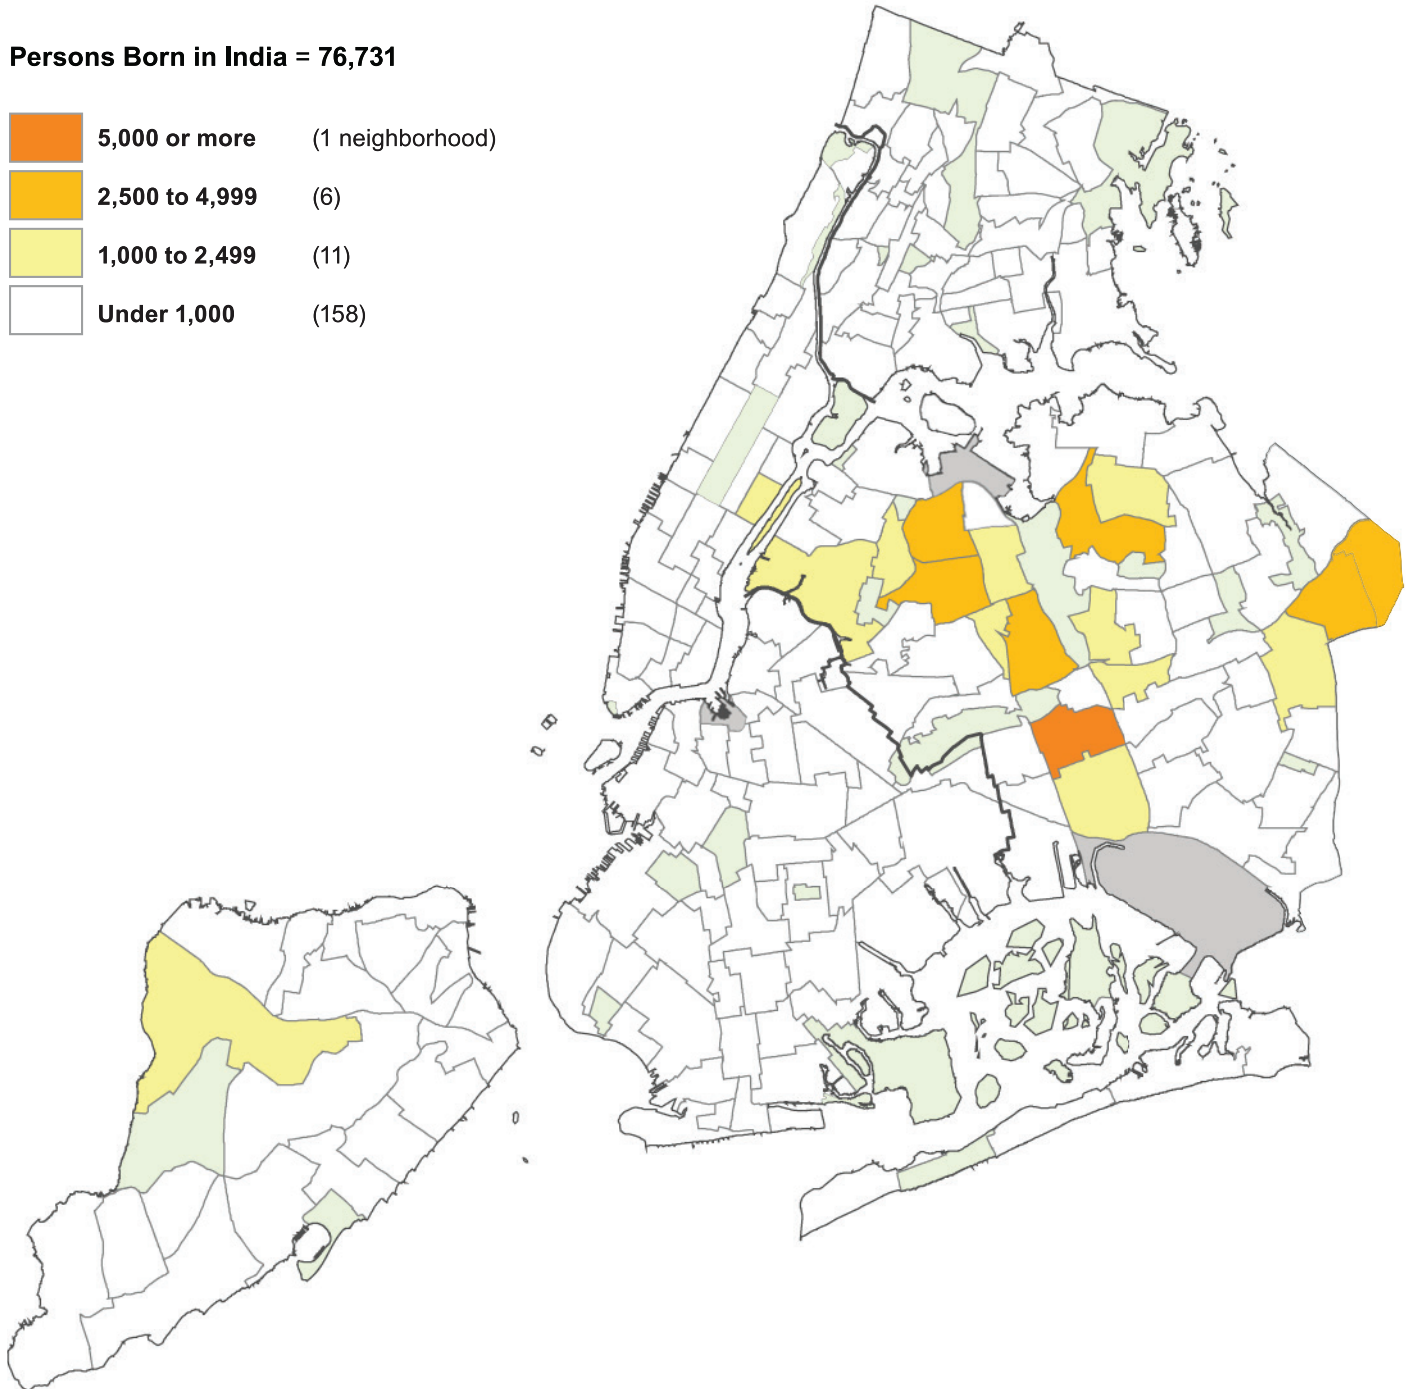 Persons Born in India = 76,731
5,000 or more (1 neighborhood)
2,500 to 4,999 (6)
1,000 to 2,499 (11)
Under 1,000 (158)